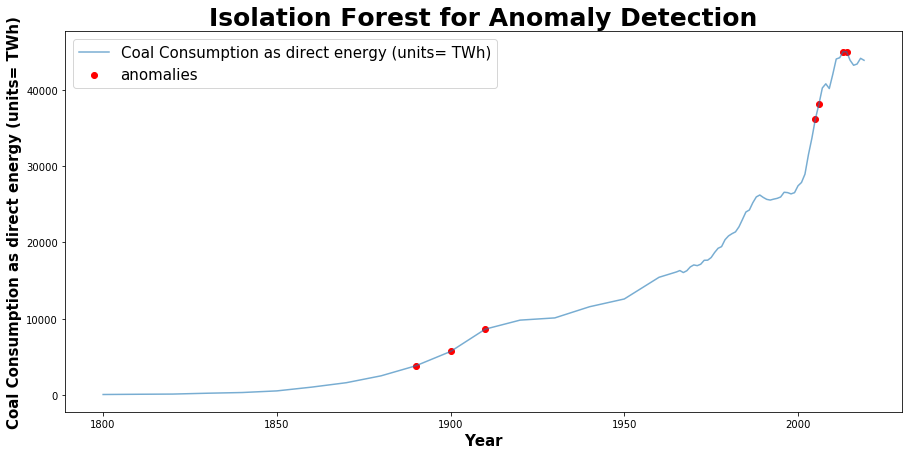 Isolation Forest for Anomaly Detection
Coal Consumption as direct energy (units= TWh)
Coal Consumption as direct energy (units= TWh)
anomalies
40000
30000
20000
10000
0
1800 1850 1900 1950 2000
Year